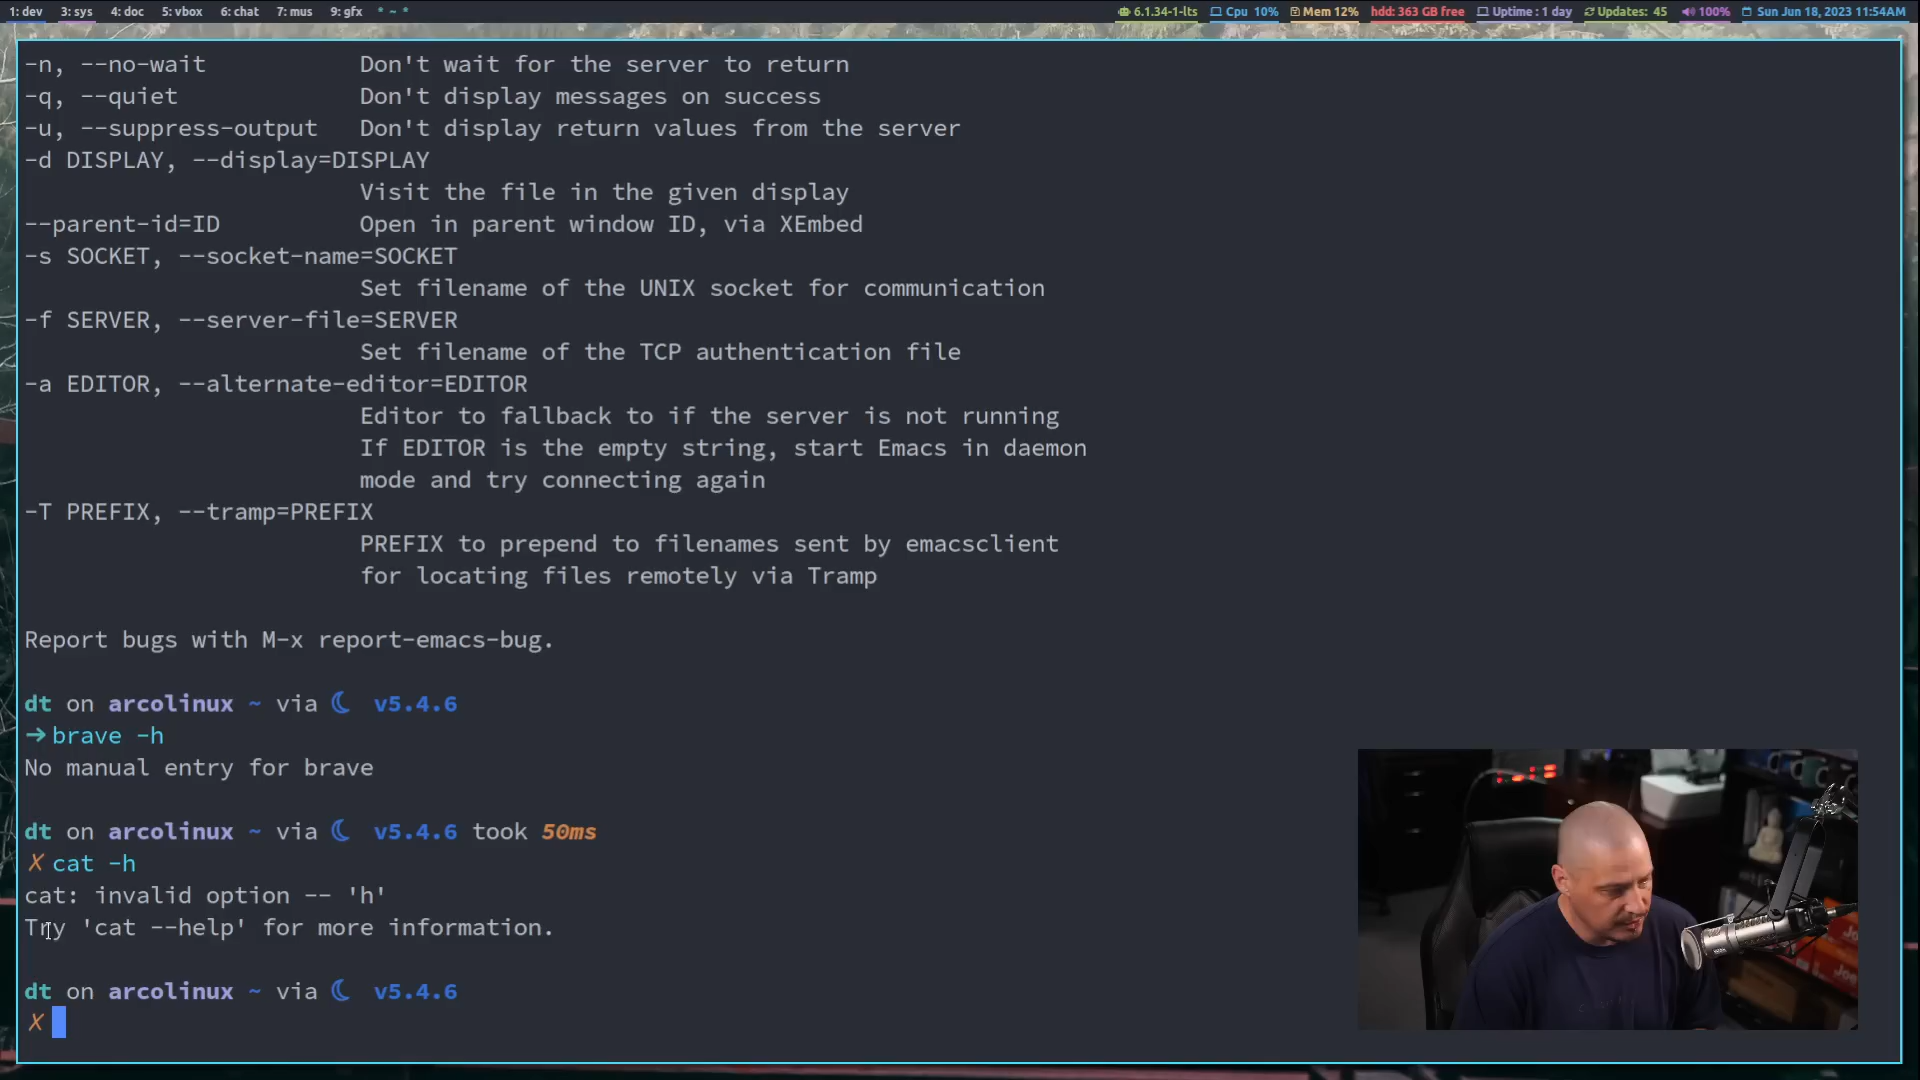 1: dev 3: sys 4: doc 5: vbox 6: chat 7: mus 9: gfx * ~ * 6.1.34-1-lts Cpu 10% Mem 12% hdd: 363 GB free Uptime : 1 day Updates: 45 100% Sun Jun 18, 2023 11:54AM
-n, --no-wait Don't wait for the server to return
-q, --quiet Don't display messages on success
-u, --suppress-output Don't display return values from the server
-d DISPLAY, --display=DISPLAY
Visit the file in the given display
--parent-id=ID Open in parent window ID, via XEmbed
-s SOCKET, --socket-name=SOCKET
Set filename of the UNIX socket for communication
-f SERVER, --server-file=SERVER
Set filename of the TCP authentication file
-a EDITOR, --alternate-editor=EDITOR
Editor to fallback to if the server is not running
If EDITOR is the empty string, start Emacs in daemon
mode and try connecting again
-T PREFIX, --tramp=PREFIX
PREFIX to prepend to filenames sent by emacsclient
for locating files remotely via Tramp
Report bugs with M-x report-emacs-bug.
dt on arcolinux ~ via v5.4.6
➜ brave -h
No manual entry for brave
dt on arcolinux ~ via v5.4.6 took 50ms
✗ cat -h
cat: invalid option -- 'h'
Try 'cat --help' for more information.
dt on arcolinux ~ via v5.4.6
✗